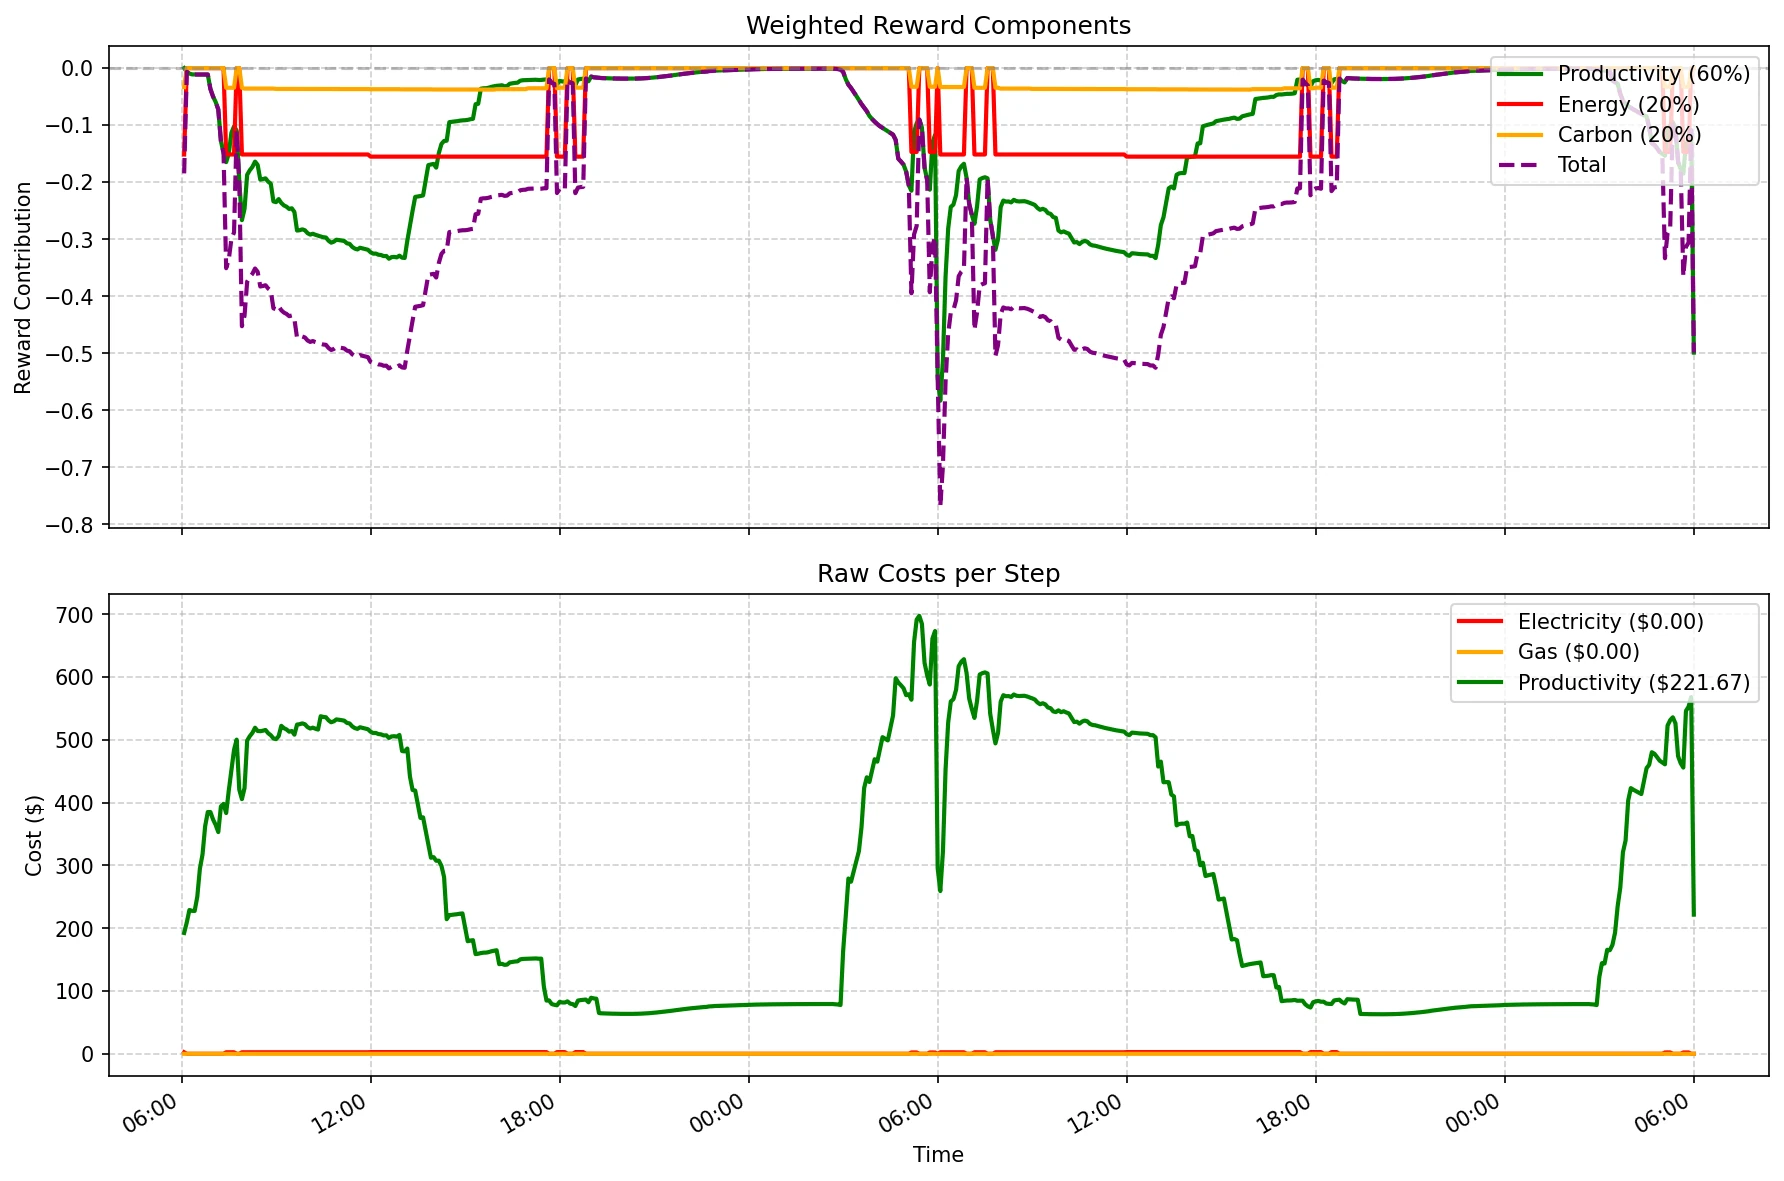 Weighted Reward Components
Reward Contribution
0.0
−0.1
−0.2
−0.3
−0.4
−0.5
−0.6
−0.7
−0.8
Productivity (60%)
Energy (20%)
Carbon (20%)
Total
Raw Costs per Step
Cost ($)
700
600
500
400
300
200
100
0
Electricity ($0.00)
Gas ($0.00)
Productivity ($221.67)
06:00
12:00
18:00
00:00
06:00
12:00
18:00
00:00
06:00
Time